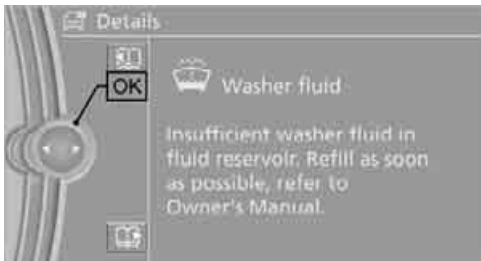 Details
OK
Washer fluid
Insufficient washer fluid in
fluid reservoir. Refill as soon
as possible, refer to
Owner's Manual.